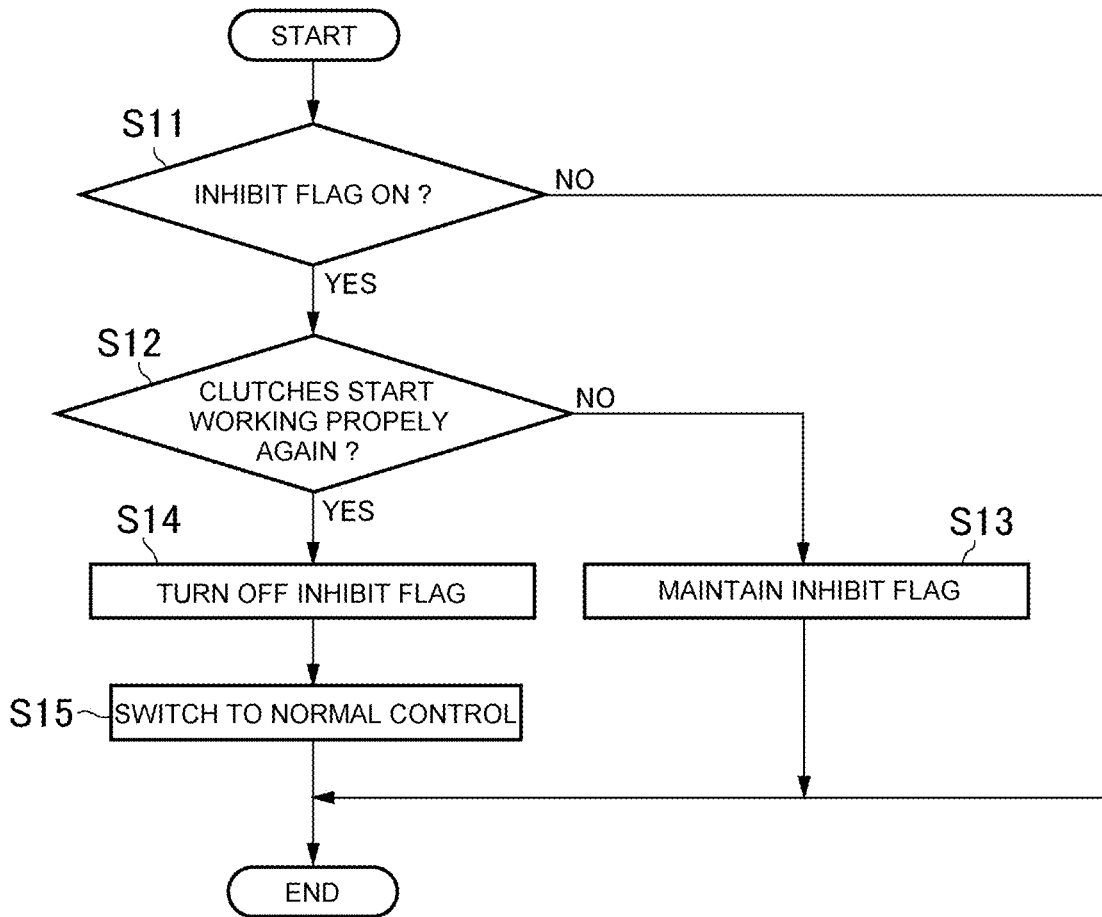 START
S11
INHIBIT FLAG ON ?
NO
YES
S12
CLUTCHES START
WORKING PROPELY
AGAIN ?
NO
YES
S14
TURN OFF INHIBIT FLAG
S13
MAINTAIN INHIBIT FLAG
S15
SWITCH TO NORMAL CONTROL
END